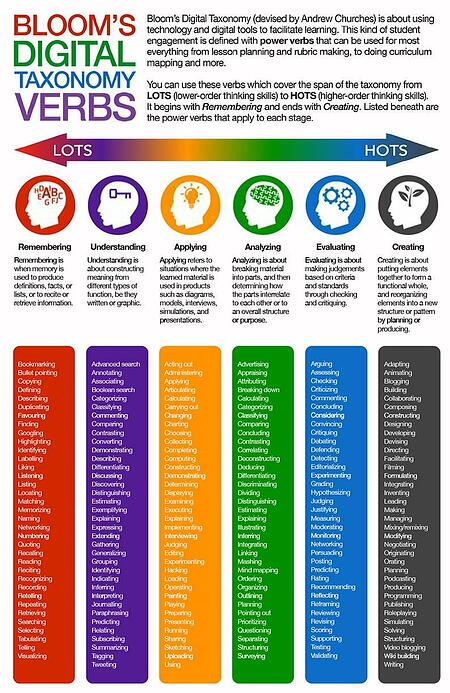 BLOOM'S
DIGITAL
TAXONOMY
VERBS
Bloom's Digital Taxonomy (devised by Andrew Churches) is about using
technology and digital tools to facilitate learning. This kind of student
engagement is defined with power verbs that can be used for most
everything from lesson planning and rubric making, to doing curriculum
mapping and more.
You can use these verbs which cover the span of the taxonomy from
LOTS (lower-order thinking skills) to HOTS (higher-order thinking skills).
It begins with Remembering and ends with Creating. Listed beneath are
the power verbs that apply to each stage.
LOTS
HOTS
Remembering
Remembering is
when memory is
used to produce
definitions, facts, or
lists, or to recite or
retrieve information.
Understanding
Understanding is
about constructing
meaning from
different types of
function, be they
written or graphic.
Applying
Applying refers to
situations where the
learned material is
used in products
such as diagrams,
models, interviews,
simulations, and
presentations.
Analyzing
Analyzing is about
breaking material
into parts, and then
determining how
the parts interrelate
to each other or to
an overall structure
or purpose.
Evaluating
Evaluating is about
making judgements
based on criteria
and standards
through checking
and critiquing.
Creating
Creating is about
putting elements
together to form a
functional whole,
and reorganizing
elements into a new
structure or pattern
by planning or
producing.
Bookmarking
Bullet pointing
Copying
Defining
Describing
Duplicating
Favouring
Finding
Googling
Highlighting
Identifying
Labelling
Liking
Listening
Listing
Locating
Matching
Memorizing
Naming
Networking
Numbering
Quoting
Recalling
Reading
Reciting
Recognizing
Recording
Retelling
Repeating
Retrieving
Searching
Selecting
Tabulating
Telling
Visualizing
Advanced search
Annotating
Associating
Boolean search
Categorizing
Classifying
Commenting
Comparing
Contrasting
Converting
Demonstrating
Describing
Differentiating
Discussing
Discovering
Distinguishing
Estimating
Exemplifying
Explaining
Expressing
Extending
Gathering
Generalizing
Grouping
Identifying
Indicating
Inferring
Interpreting
Journaling
Paraphrasing
Predicting
Relating
Subscribing
Summarizing
Tagging
Tweeting
Acting out
Administering
Applying
Articulating
Calculating
Carrying out
Changing
Charting
Choosing
Collecting
Completing
Computing
Constructing
Demonstrating
Determining
Displaying
Examining
Executing
Explaining
Implementing
Interviewing
Judging
Editing
Experimenting
Hacking
Loading
Operating
Painting
Playing
Preparing
Presenting
Running
Sharing
Sketching
Uploading
Using
Advertising
Appraising
Attributing
Breaking down
Calculating
Categorizing
Classifying
Comparing
Concluding
Contrasting
Correlating
Deconstructing
Deducing
Differentiating
Discriminating
Dividing
Distinguishing
Estimating
Explaining
Illustrating
Inferring
Integrating
Linking
Mashing
Mind mapping
Ordering
Organizing
Outlining
Planning
Pointing out
Prioritizing
Questioning
Separating
Structuring
Surveying
Arguing
Assessing
Checking
Criticizing
Commenting
Concluding
Considering
Convincing
Critiquing
Debating
Defending
Detecting
Editorializing
Experimenting
Grading
Hypothesizing
Judging
Justifying
Measuring
Moderating
Monitoring
Networking
Persuading
Posting
Predicting
Rating
Recommending
Reflecting
Reframing
Reviewing
Revising
Scoring
Supporting
Testing
Validating
Adapting
Animating
Blogging
Building
Collaborating
Composing
Constructing
Designing
Developing
Devising
Directing
Facilitating
Filming
Formulating
Integrating
Inventing
Leading
Making
Managing
Mixing/remixing
Modifying
Negotiating
Originating
Orating
Planning
Podcasting
Producing
Programming
Publishing
Roleplaying
Simulating
Solving
Structuring
Video blogging
Wiki building
Writing